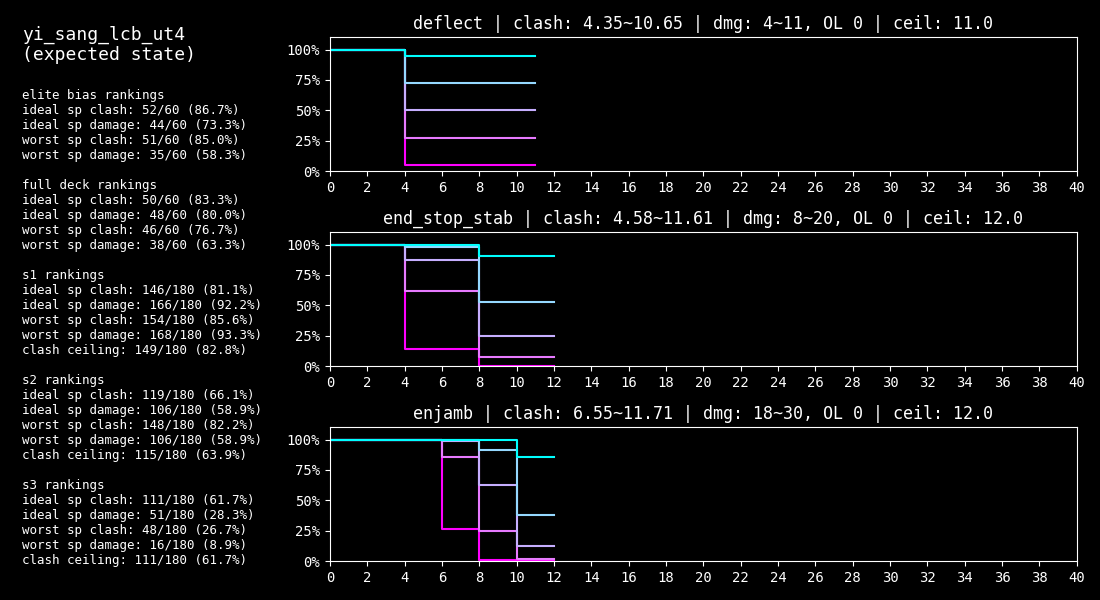 yi_sang_lcb_ut4
(expected state)
elite bias rankings
ideal sp clash: 52/60 (86.7%)
ideal sp damage: 44/60 (73.3%)
worst sp clash: 51/60 (85.0%)
worst sp damage: 35/60 (58.3%)
full deck rankings
ideal sp clash: 50/60 (83.3%)
ideal sp damage: 48/60 (80.0%)
worst sp clash: 46/60 (76.7%)
worst sp damage: 38/60 (63.3%)
s1 rankings
ideal sp clash: 146/180 (81.1%)
ideal sp damage: 166/180 (92.2%)
worst sp clash: 154/180 (85.6%)
worst sp damage: 168/180 (93.3%)
clash ceiling: 149/180 (82.8%)
s2 rankings
ideal sp clash: 119/180 (66.1%)
ideal sp damage: 106/180 (58.9%)
worst sp clash: 148/180 (82.2%)
worst sp damage: 106/180 (58.9%)
clash ceiling: 115/180 (63.9%)
s3 rankings
ideal sp clash: 111/180 (61.7%)
ideal sp damage: 51/180 (28.3%)
worst sp clash: 48/180 (26.7%)
worst sp damage: 16/180 (8.9%)
clash ceiling: 111/180 (61.7%)
deflect | clash: 4.35~10.65 | dmg: 4~11, OL 0 | ceil: 11.0
100%
75%
50%
25%
0%
0 2 4 6 8 10 12 14 16 18 20 22 24 26 28 30 32 34 36 38 40
end_stop_stab | clash: 4.58~11.61 | dmg: 8~20, OL 0 | ceil: 12.0
100%
75%
50%
25%
0%
0 2 4 6 8 10 12 14 16 18 20 22 24 26 28 30 32 34 36 38 40
enjamb | clash: 6.55~11.71 | dmg: 18~30, OL 0 | ceil: 12.0
100%
75%
50%
25%
0%
0 2 4 6 8 10 12 14 16 18 20 22 24 26 28 30 32 34 36 38 40